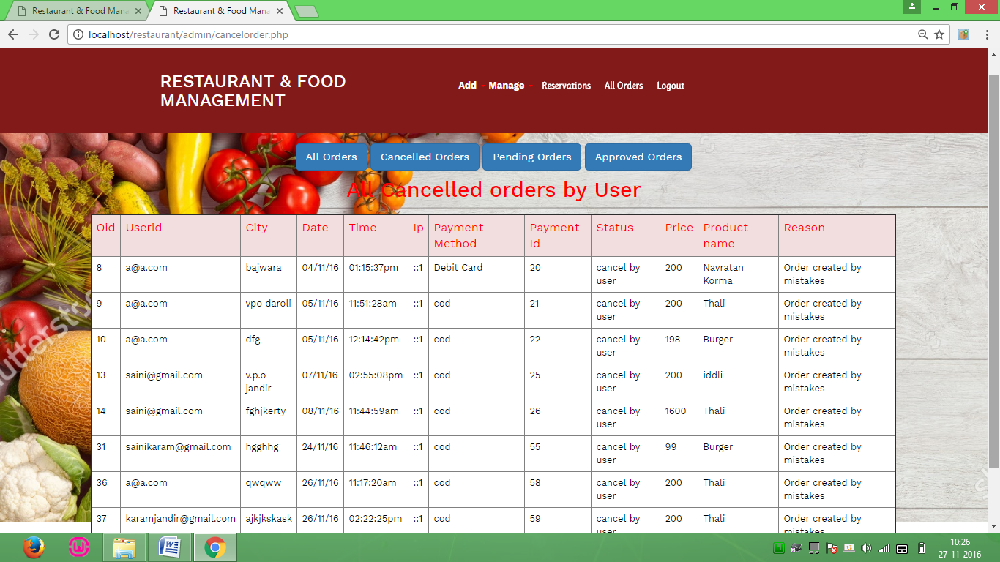 Restaurant & Food Mana
Restaurant & Food Mana
localhost/restaurant/admin/cancelorder.php
RESTAURANT & FOOD
MANAGEMENT
Add Manage Reservations All Orders Logout
All Orders Cancelled Orders Pending Orders Approved Orders
All Cancelled orders by User
Oid Userid City Date Time Ip Payment Method Payment Id Status Price Product name Reason
8 a@a.com bajwara 04/11/16 01:15:37pm ::1 Debit Card 20 cancel by user 200 Navratan Korma Order created by mistakes
9 a@a.com vpo daroli 05/11/16 11:51:28am ::1 cod 21 cancel by user 200 Thali Order created by mistakes
10 a@a.com dfg 05/11/16 12:14:42pm ::1 cod 22 cancel by user 198 Burger Order created by mistakes
13 saini@gmail.com v.p.o jandir 07/11/16 02:55:08pm ::1 cod 25 cancel by user 200 iddli Order created by mistakes
14 saini@gmail.com fghjkerty 08/11/16 11:44:59am ::1 cod 26 cancel by user 1600 Thali Order created by mistakes
31 sainikaram@gmail.com hgghhg 24/11/16 11:46:12am ::1 cod 55 cancel by user 99 Burger Order created by mistakes
36 a@a.com qwqww 26/11/16 11:17:20am ::1 cod 58 cancel by user 200 Thali Order created by mistakes
37 karamjandir@gmail.com ajkjkskask 26/11/16 02:22:25pm ::1 cod 59 cancel by user 200 Thali Order created by mistakes
10:26
27-11-2016